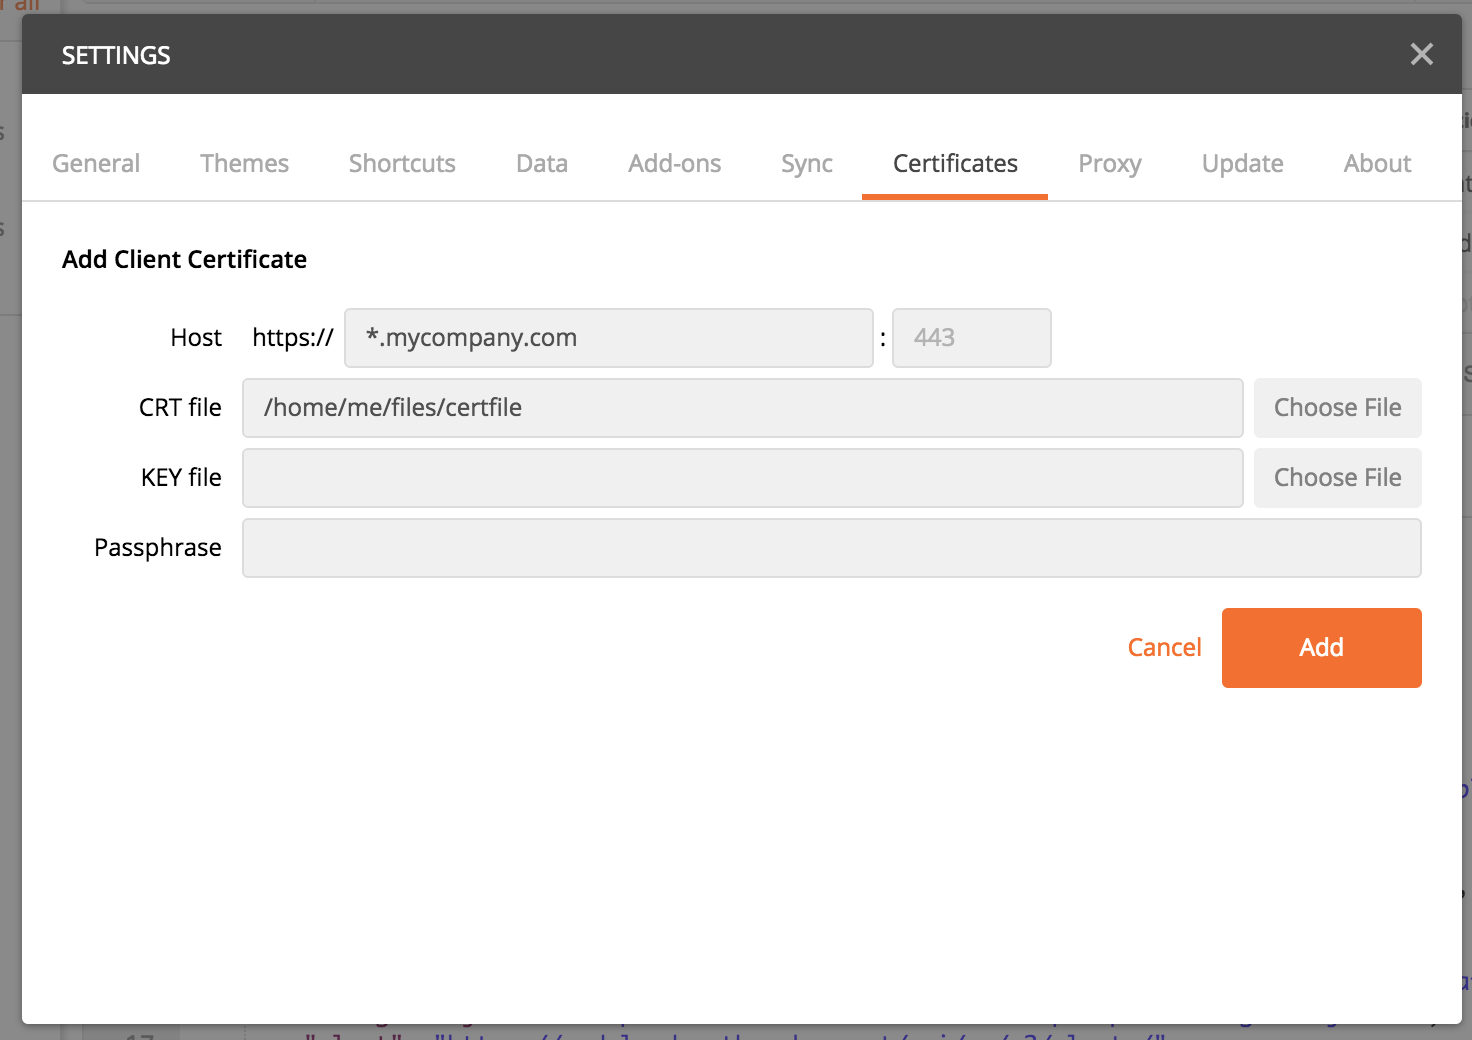 SETTINGS
General Themes Shortcuts Data Add-ons Sync Certificates Proxy Update About
Add Client Certificate
Host https:// *.mycompany.com : 443
CRT file /home/me/files/certfile Choose File
KEY file Choose File
Passphrase
Cancel Add
17